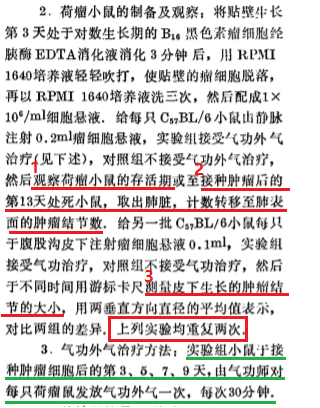 2．荷瘤小鼠的制备及观察：将贴壁生长
第3天处于对数生长期的B₁₆黑色素瘤细胞经
胰酶EDTA消化液消化3分钟后，用RPMI
1640培养液轻轻吹打，使贴壁的瘤细胞脱落，
再以RPMI 1640培养液洗三次，然后配成1×
10⁶/ml细胞悬液．给每只C₅₇BL/6小鼠由静脉
注射0.2ml瘤细胞悬液，实验组接受气功外气
治疗（见下述），对照组不接受气功外气治疗，
1 2
然后观察荷瘤小鼠的存活期或至接种肿瘤后的
第13天处死小鼠，取出肺脏，计数转移至肺表
面的肿瘤结节数．给另一批C₅₇BL/6小鼠每只
于腹股沟皮下注射瘤细胞悬液0.1ml，实验组
接受气功治疗，对照组不接受气功治疗，然后
3
于不同时间用游标卡尺测量皮下生长的肿瘤结
节的大小，用两垂直方向直径的平均值表示，
对比两组的差异．上列实验均重复两次．
3．气功外气治疗方法：实验组小鼠于接
种肿瘤细胞后的第3、5、7、9天，由气功师对
每只荷瘤鼠发放气功外气一次，每次30分钟．